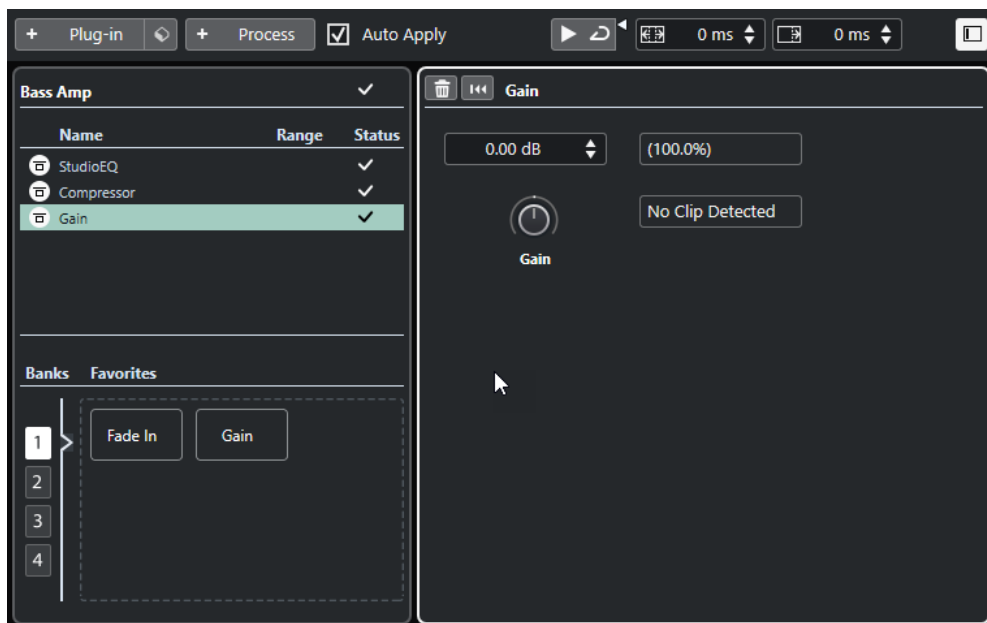 + Plug-in + Process Auto Apply 0 ms 0 ms
Bass Amp
Name Range Status
StudioEQ
Compressor
Gain
Banks Favorites
1
2
3
4
Fade In Gain
Gain
0.00 dB (100.0%)
No Clip Detected
Gain